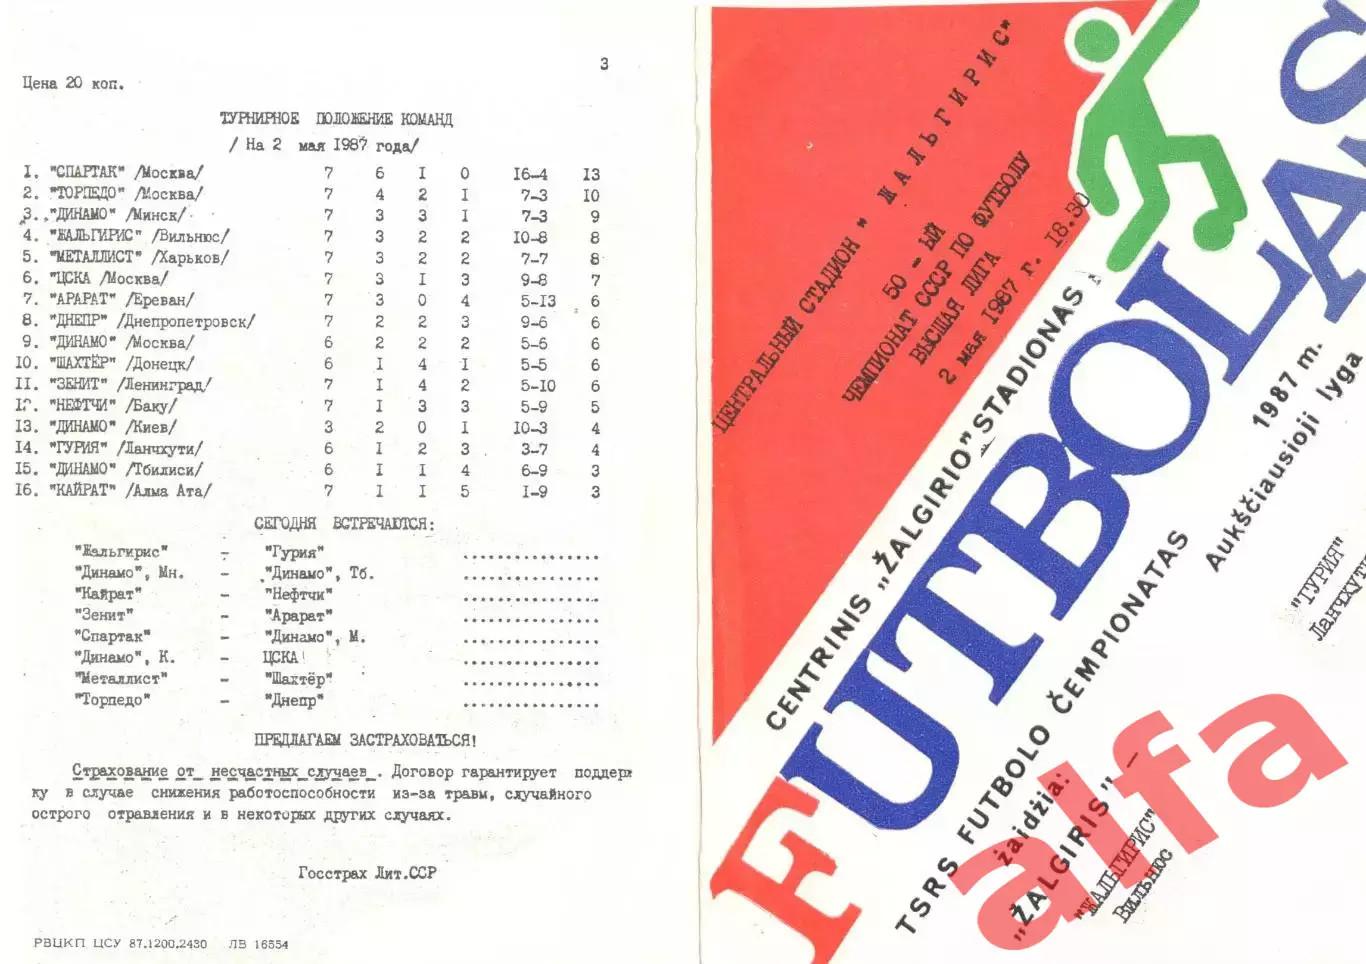 3
Цена 20 коп.
ТУРНИРНОЕ ПОЛОЖЕНИЕ КОМАНД
/ На 2 мая 1987 года/
1. "СПАРТАК" /Москва/ 7 6 1 0 16-4 13
2. "ТОРПЕДО" /Москва/ 7 4 2 1 7-3 10
3. "ДИНАМО" /Минск/ 7 3 3 1 7-3 9
4. "ЖАЛЬГИРИС" /Вильнюс/ 7 3 2 2 10-8 8
5. "МЕТАЛЛИСТ" /Харьков/ 7 3 2 2 7-7 8
6. "ЦСКА /Москва/ 7 3 1 3 9-8 7
7. "АРАРАТ" /Ереван/ 7 3 0 4 5-13 6
8. "ДНЕПР" /Днепропетровск/ 7 2 2 3 9-6 6
9. "ДИНАМО" /Москва/ 6 2 2 2 5-6 6
10. "ШАХТЁР" /Донецк/ 6 1 4 1 5-5 6
11. "ЗЕНИТ" /Ленинград/ 7 1 4 2 5-10 6
12. "НЕФТЧИ" /Баку/ 7 1 3 3 5-9 5
13. "ДИНАМО" /Киев/ 3 2 0 1 10-3 4
14. "ГУРИЯ" /Ланчхути/ 6 1 2 3 3-7 4
15. "ДИНАМО" /Тбилиси/ 6 1 1 4 6-9 3
16. "КАЙРАТ" /Алма Ата/ 7 1 1 5 1-9 3
СЕГОДНЯ ВСТРЕЧАЮТСЯ:
"Жальгирис" - "Гурия"
"Динамо", Мн. - "Динамо", Тб.
"Кайрат" - "Нефтчи"
"Зенит" - "Арарат"
"Спартак" - "Динамо", М.
"Динамо", К. - ЦСКА
"Металлист" - "Шахтёр"
"Торпедо" - "Днепр"
ПРЕДЛАГАЕМ ЗАСТРАХОВАТЬСЯ!
Страхование от несчастных случаев. Договор гарантирует поддерж
ку в случае снижения работоспособности из-за травм, случайного
острого отравления и в некоторых других случаях.
Госстрах Лит.ССР
РВЦКП ЦСУ 87.1200.2430 ЛВ 16554
ЦЕНТРАЛЬНЫЙ СТАДИОН " ЖАЛЬГИРИС"
50 - ЫЙ
ЧЕМПИОНАТ СССР ПО ФУТБОЛУ
ВЫСШАЯ ЛИГА
2 мая 1987 г. 18.30
CENTRINIS „ŽALGIRIO" STADIONAS
FUTBOLAS
TSRS FUTBOLO ČEMPIONATAS 1987 m.
Aukščiausioji lyga
žaidžia:
„ŽALGIRIS" –
"ЖАЛЬГИРИС"
Вильнюс
"ГУРИЯ"
Ланчхути
alfa